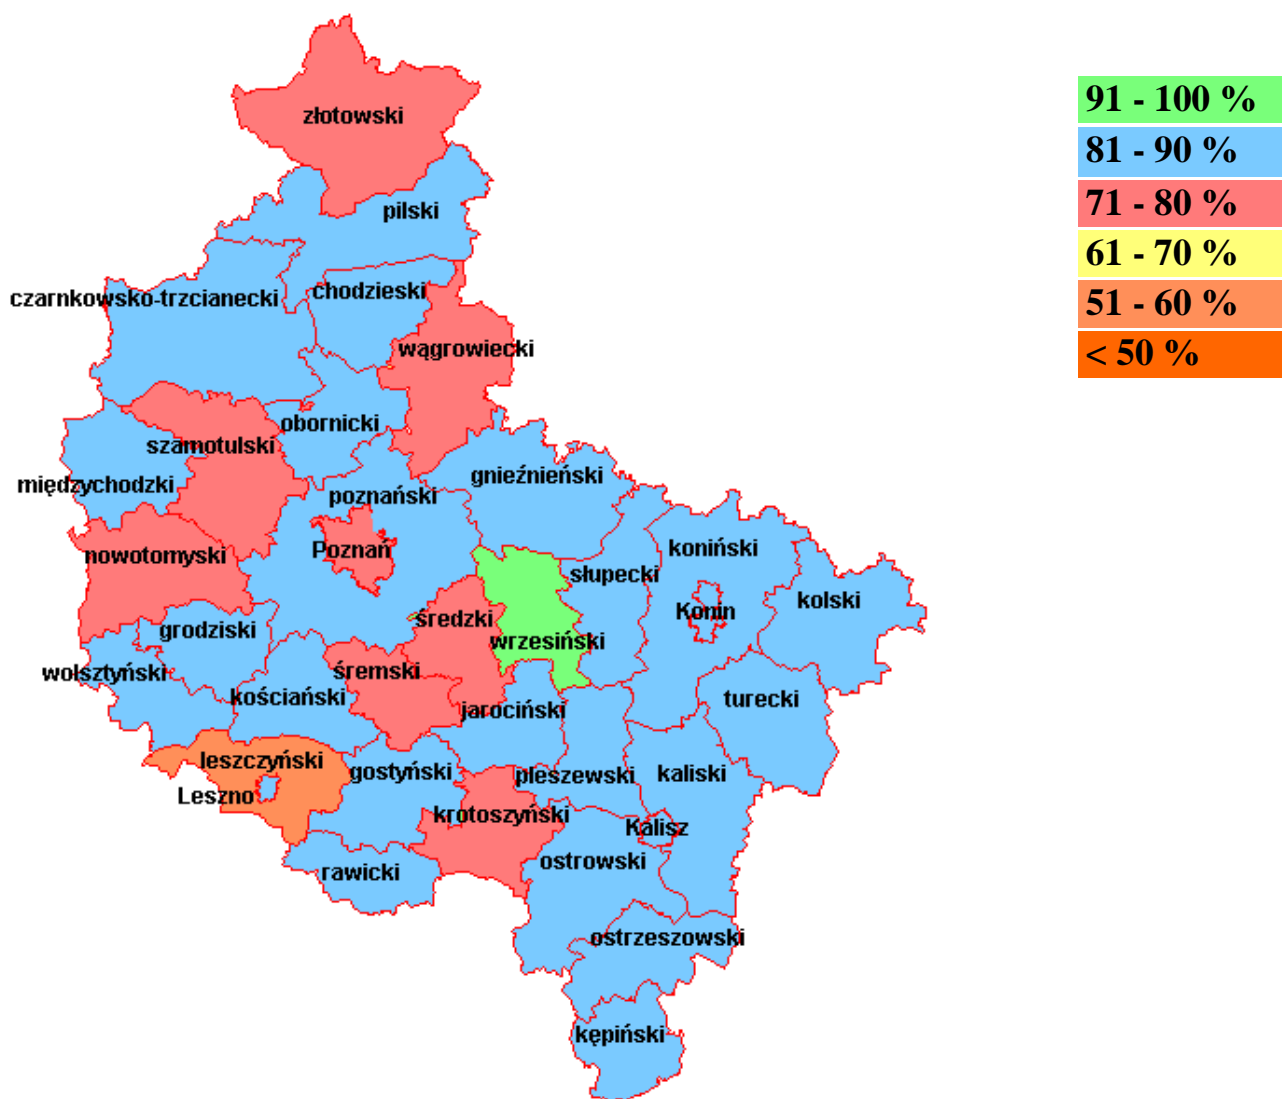 złotowski
91 - 100 %
81 - 90 %
71 - 80 %
61 - 70 %
51 - 60 %
< 50 %
pilski
czarnkowsko-trzcianecki
chodzieski
wągrowiecki
obornicki
szamotulski
międzychodzki
gnieźnieński
poznański
nowotomyski
Poznań
koniński
słupecki
kolski
Konin
średzki
grodziski
wrzesiński
wolsztyński
śremski
kościański
turecki
jarociński
leszczyński
gostyński
pleszewski
kaliski
Leszno
krotoszyński
Kalisz
rawicki
ostrowski
ostrzeszowski
kępiński